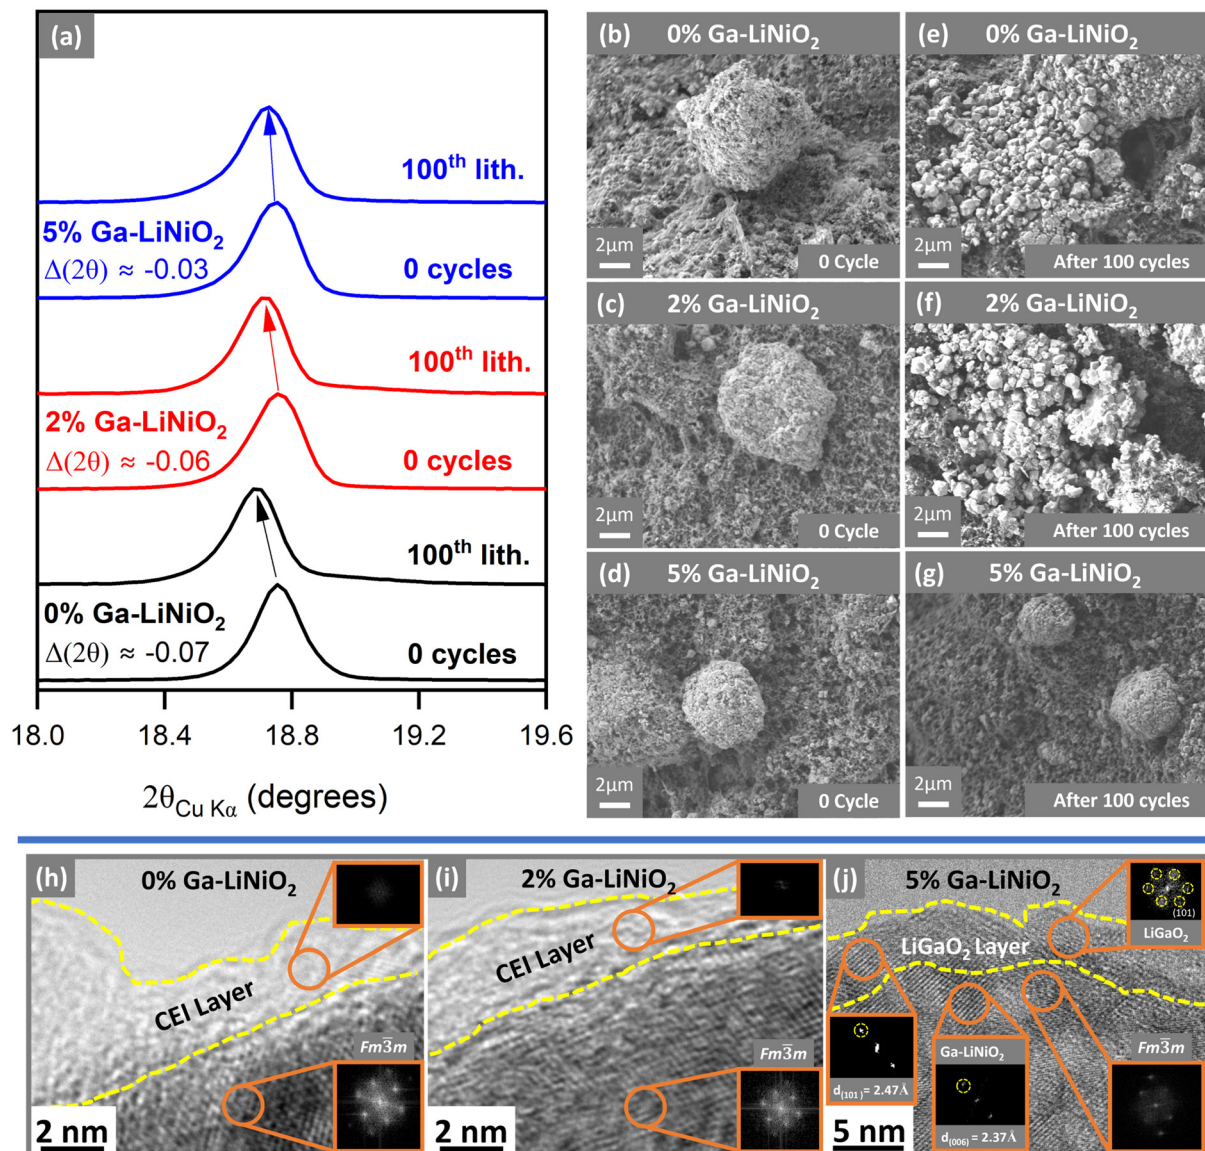 (a)
100th lith.
5% Ga-LiNiO₂
Δ(2θ) ≈ -0.03
0 cycles
100th lith.
2% Ga-LiNiO₂
Δ(2θ) ≈ -0.06
0 cycles
100th lith.
0% Ga-LiNiO₂
Δ(2θ) ≈ -0.07
0 cycles
18.0 18.4 18.8 19.2 19.6
2θCu Kα (degrees)
(b) 0% Ga-LiNiO₂
2μm
0 Cycle
(e) 0% Ga-LiNiO₂
2μm
After 100 cycles
(c) 2% Ga-LiNiO₂
2μm
0 Cycle
(f) 2% Ga-LiNiO₂
2μm
After 100 cycles
(d) 5% Ga-LiNiO₂
2μm
0 Cycle
(g) 5% Ga-LiNiO₂
2μm
After 100 cycles
(h) 0% Ga-LiNiO₂
CEI Layer
Fm3̅m
2 nm
(i) 2% Ga-LiNiO₂
CEI Layer
Fm3̅m
2 nm
(j) 5% Ga-LiNiO₂
(101)
LiGaO₂
LiGaO₂ Layer
Ga-LiNiO₂
Fm3̅m
d(101) = 2.47Å
d(006) = 2.37Å
5 nm